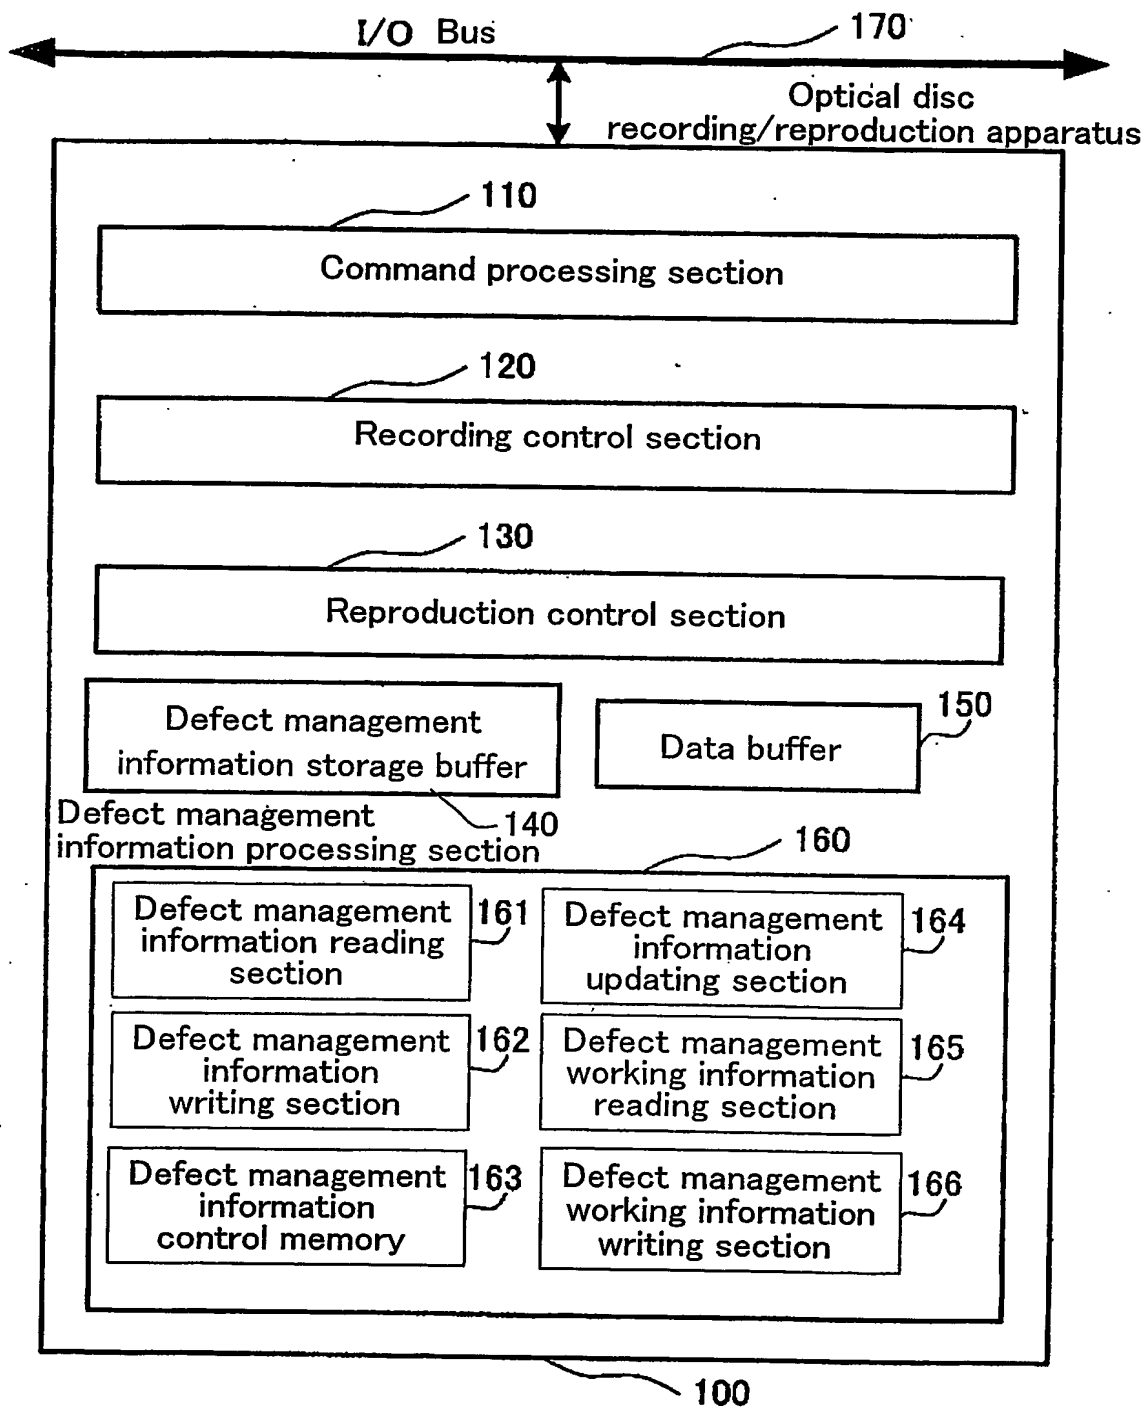 I/O Bus
170
Optical disc
recording/reproduction apparatus
110
Command processing section
120
Recording control section
130
Reproduction control section
Defect management
information storage buffer
140
150
Data buffer
Defect management
information processing section
160
Defect management
information reading
section
161
Defect management
information
updating section
164
Defect management
information
writing section
162
Defect management
working information
reading section
165
Defect management
information
control memory
163
Defect management
working information
writing section
166
100